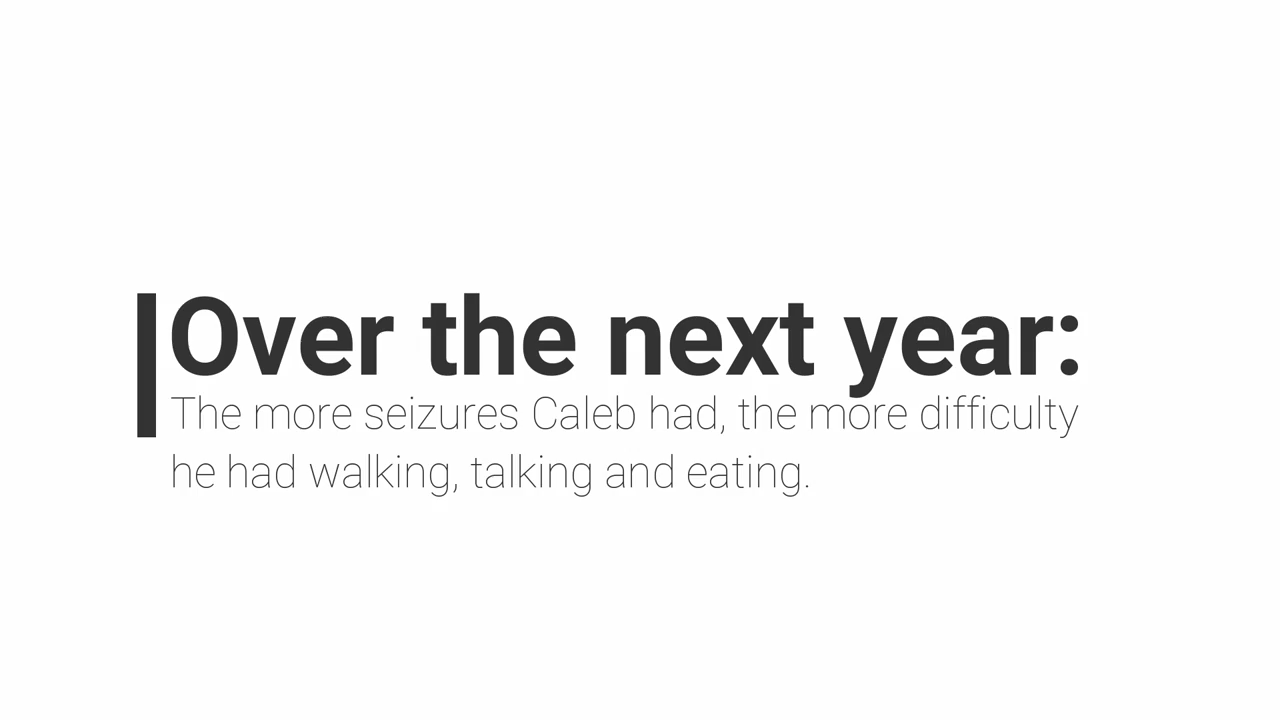 Over the next year:
The more seizures Caleb had, the more difficulty
he had walking, talking and eating.